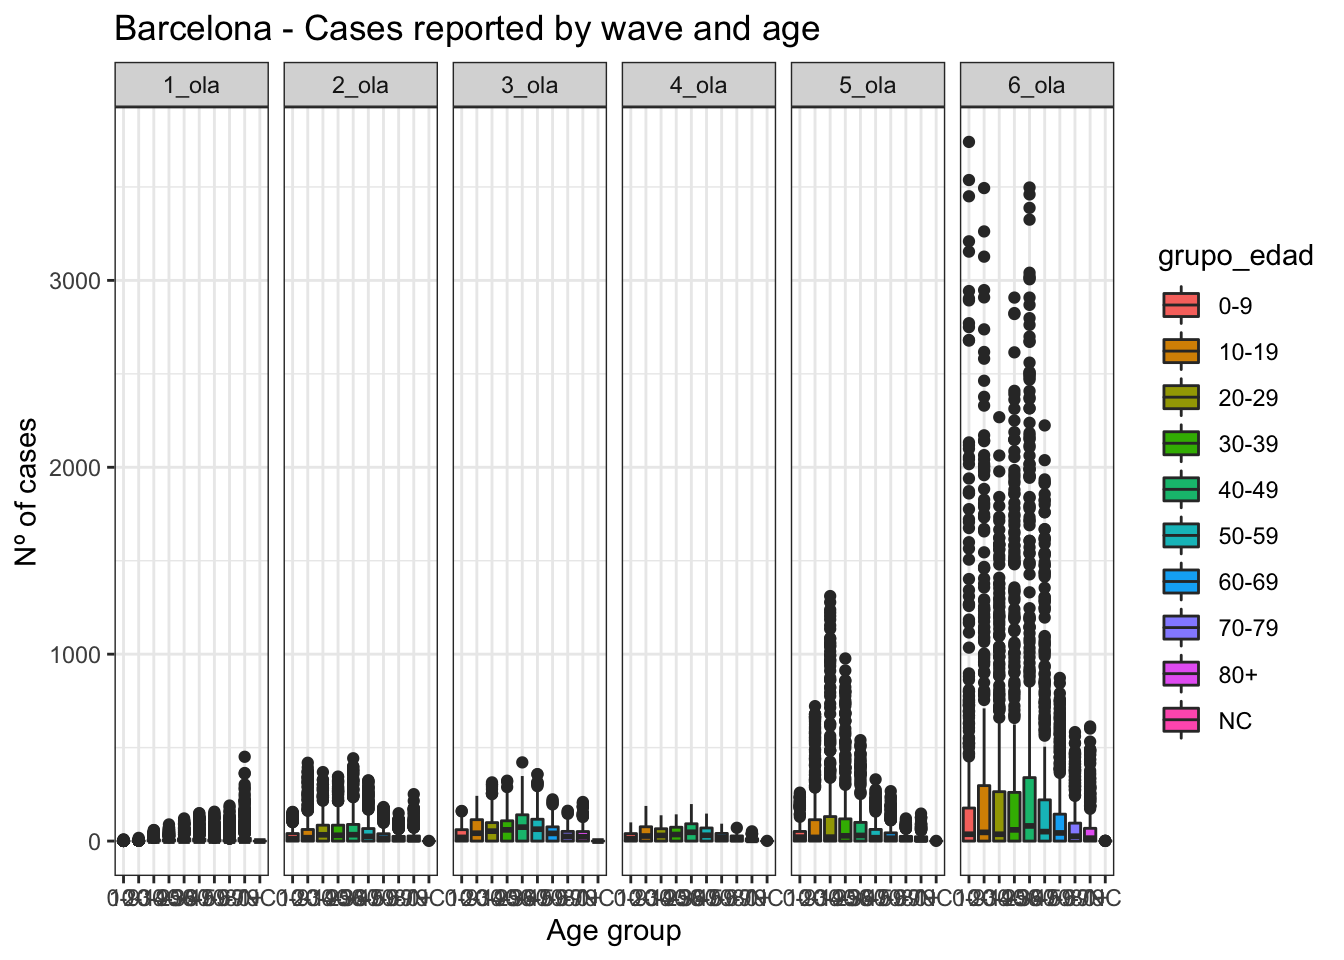 Barcelona - Cases reported by wave and age
1_ola 2_ola 3_ola 4_ola 5_ola 6_ola
3000
2000
1000
0
Nº of cases
Age group
grupo_edad
0-9
10-19
20-29
30-39
40-49
50-59
60-69
70-79
80+
NC